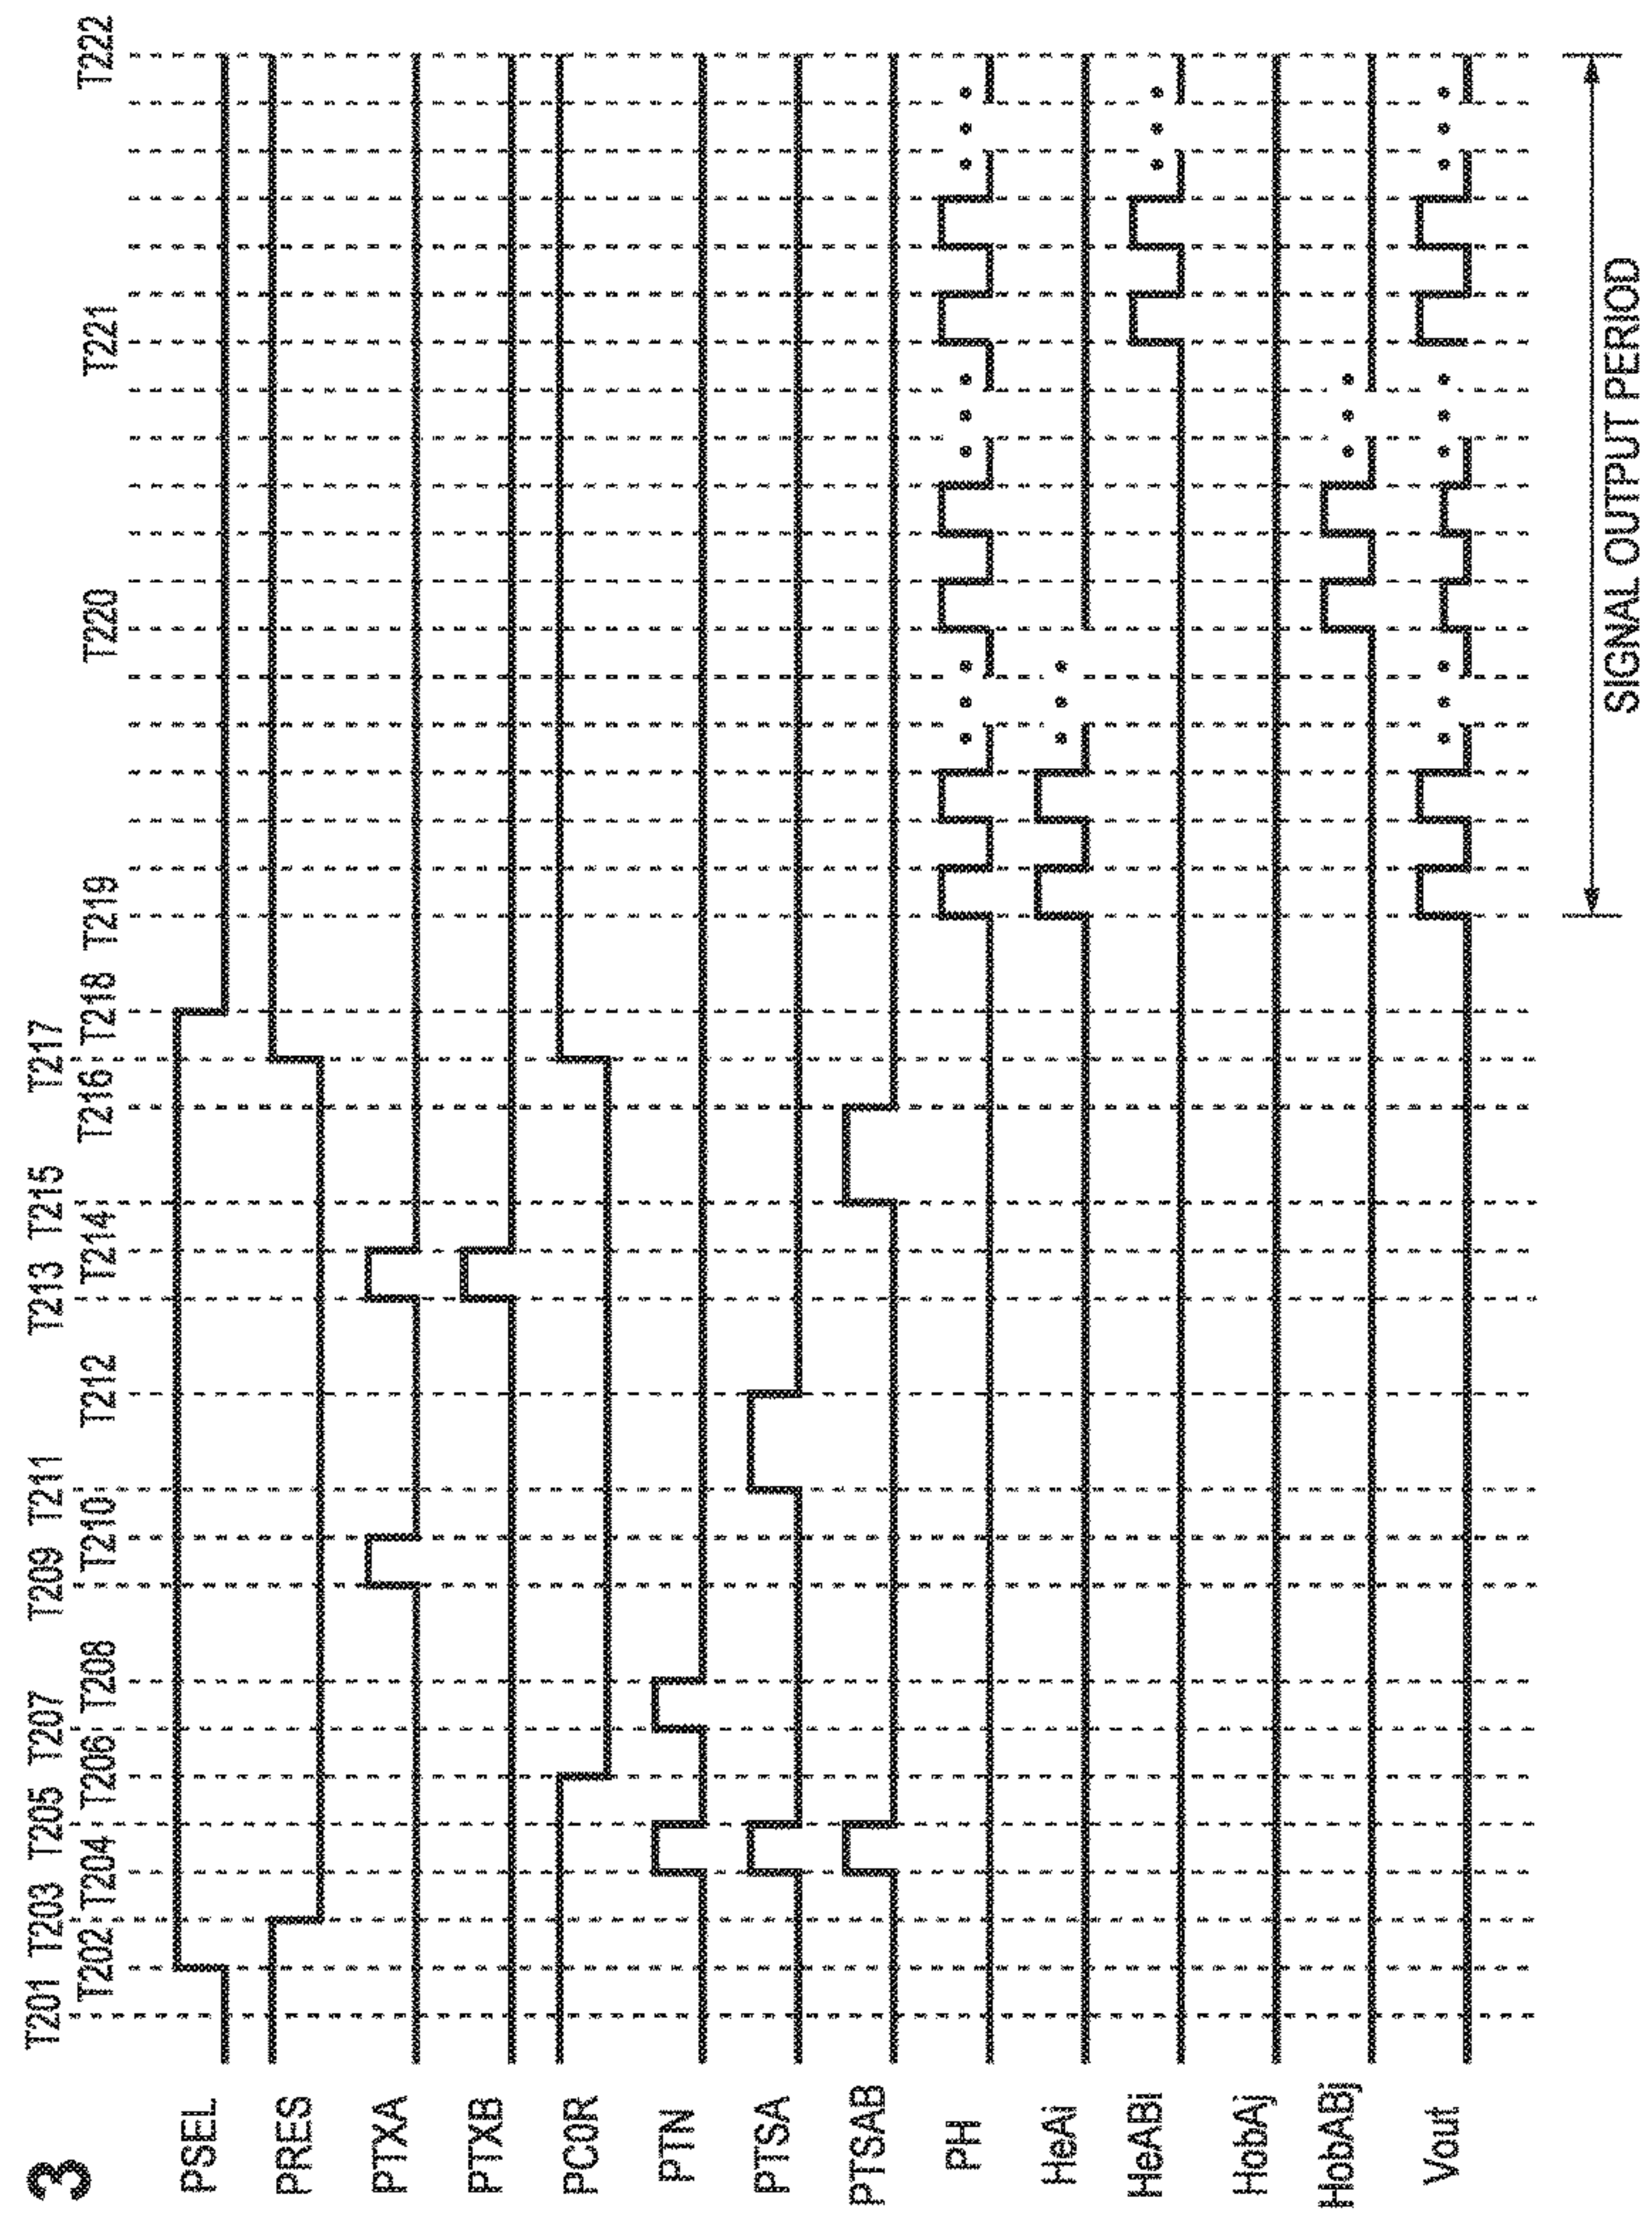 3
T201 T203 T205 T207 T209 T211 T213 T215 T217
T202 T204 T206 T208 T210 T212 T214 T216 T218 T219 T220 T221 T222
PSEL
PRES
PTXA
PTXB
PC0R
PTN
PTSA
PTSAB
PH
HeAi
HeABi
HobAj
HobABj
Vout
SIGNAL OUTPUT PERIOD